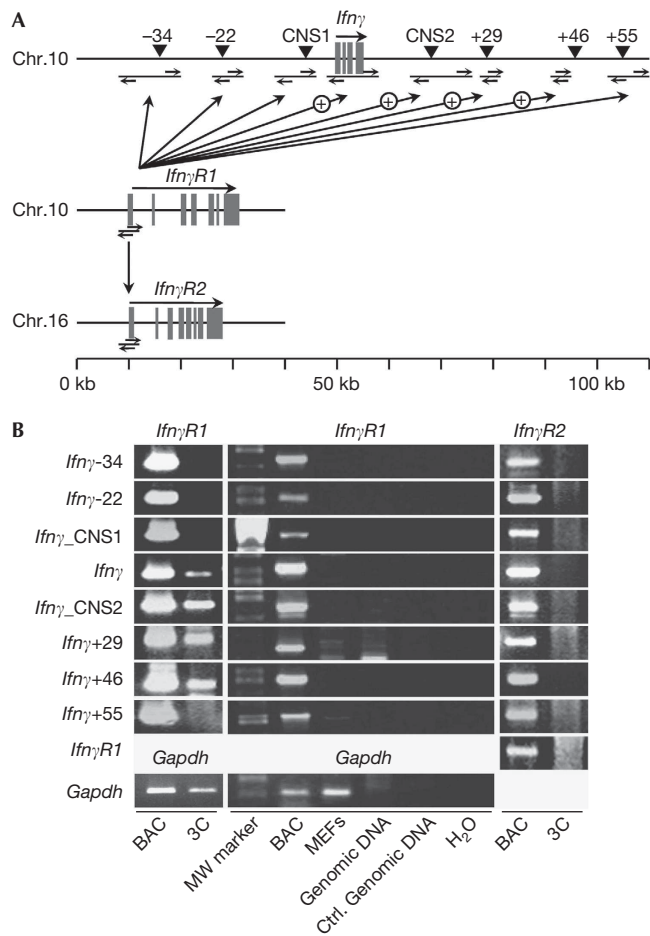 A
Ifnγ
–34 –22 CNS1 CNS2 +29 +46 +55
Chr.10
+ + + +
IfnγR1
Chr.10
IfnγR2
Chr.16
0 kb 50 kb 100 kb
B
IfnγR1 IfnγR1 IfnγR2
Ifnγ-34
Ifnγ-22
Ifnγ_CNS1
Ifnγ
Ifnγ_CNS2
Ifnγ+29
Ifnγ+46
Ifnγ+55
IfnγR1
Gapdh Gapdh
Gapdh
BAC 3C MW marker BAC MEFs Genomic DNA Ctrl. Genomic DNA H2O BAC 3C